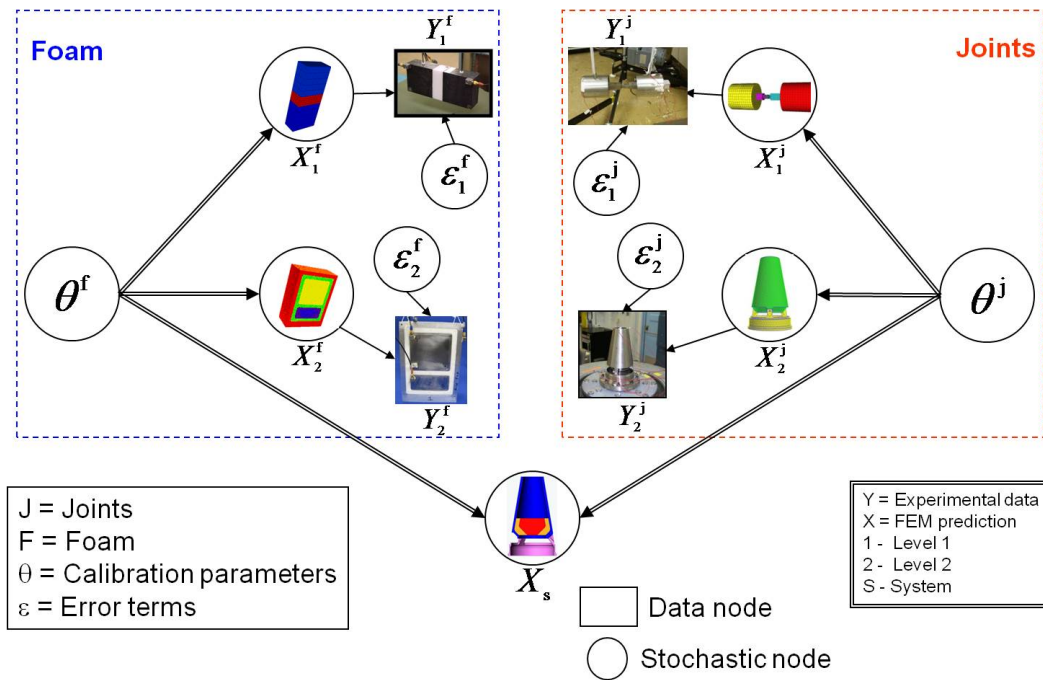 Foam
Y₁ᶠ
Y₁ʲ
Joints
X₁ᶠ
ε₁ᶠ
ε₁ʲ
X₁ʲ
θᶠ
ε₂ᶠ
ε₂ʲ
θʲ
X₂ᶠ
X₂ʲ
Y₂ᶠ
Y₂ʲ
J = Joints
F = Foam
θ = Calibration parameters
ε = Error terms
Xₛ
Data node
Stochastic node
Y = Experimental data
X = FEM prediction
1 - Level 1
2 - Level 2
S - System